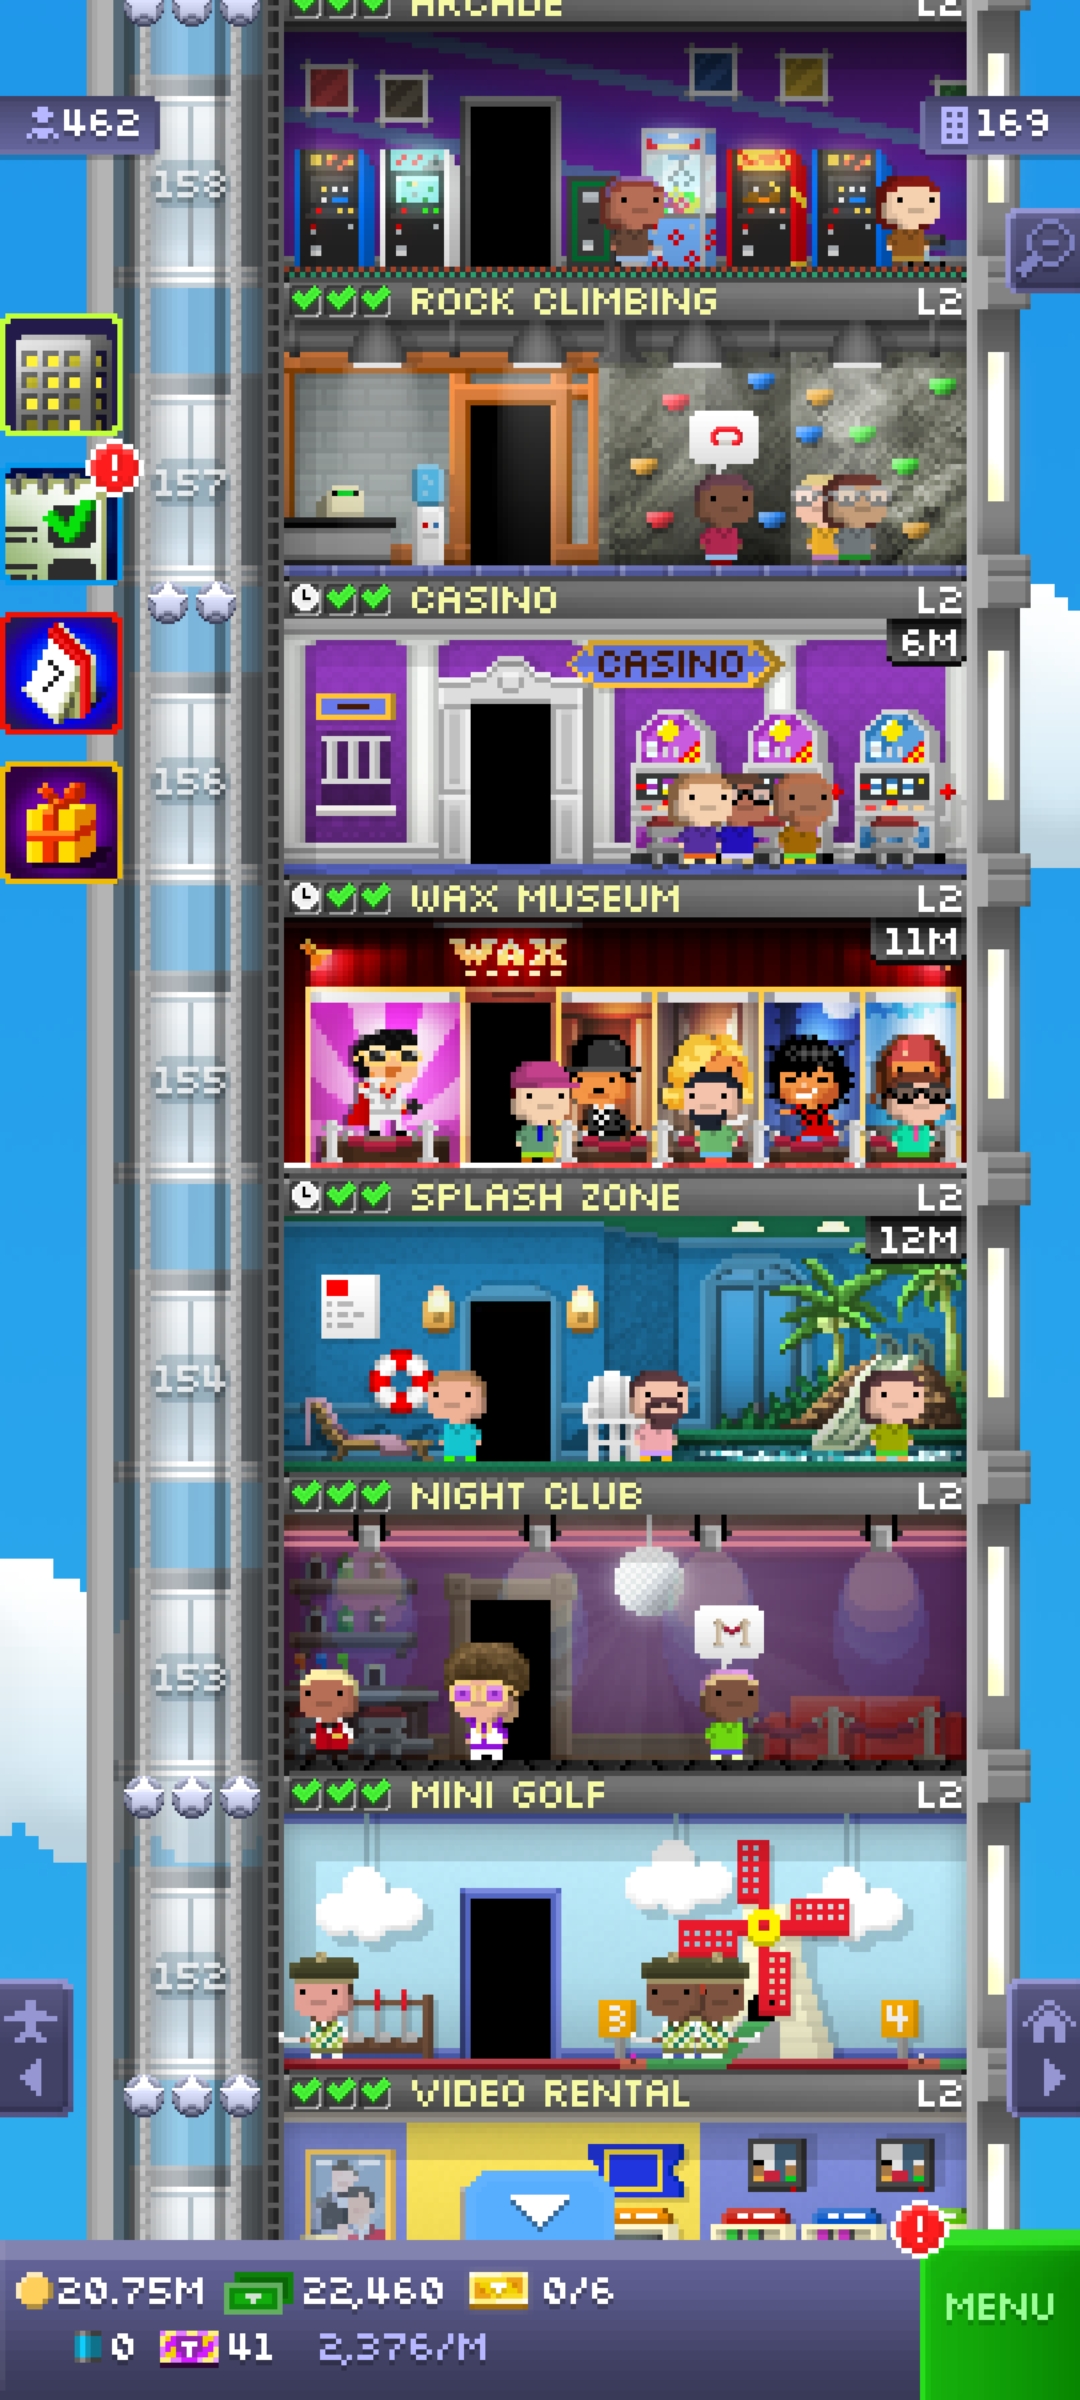 ARCADE L2
462
169
158
ROCK CLIMBING L2
157
CASINO L2
6M
CASINO
156
WAX MUSEUM L2
11M
WAX
155
SPLASH ZONE L2
12M
154
NIGHT CLUB L2
M
153
MINI GOLF L2
152
3
4
VIDEO RENTAL L2
20.75M 22,460 0/6
0 T 41 2,376/M
MENU